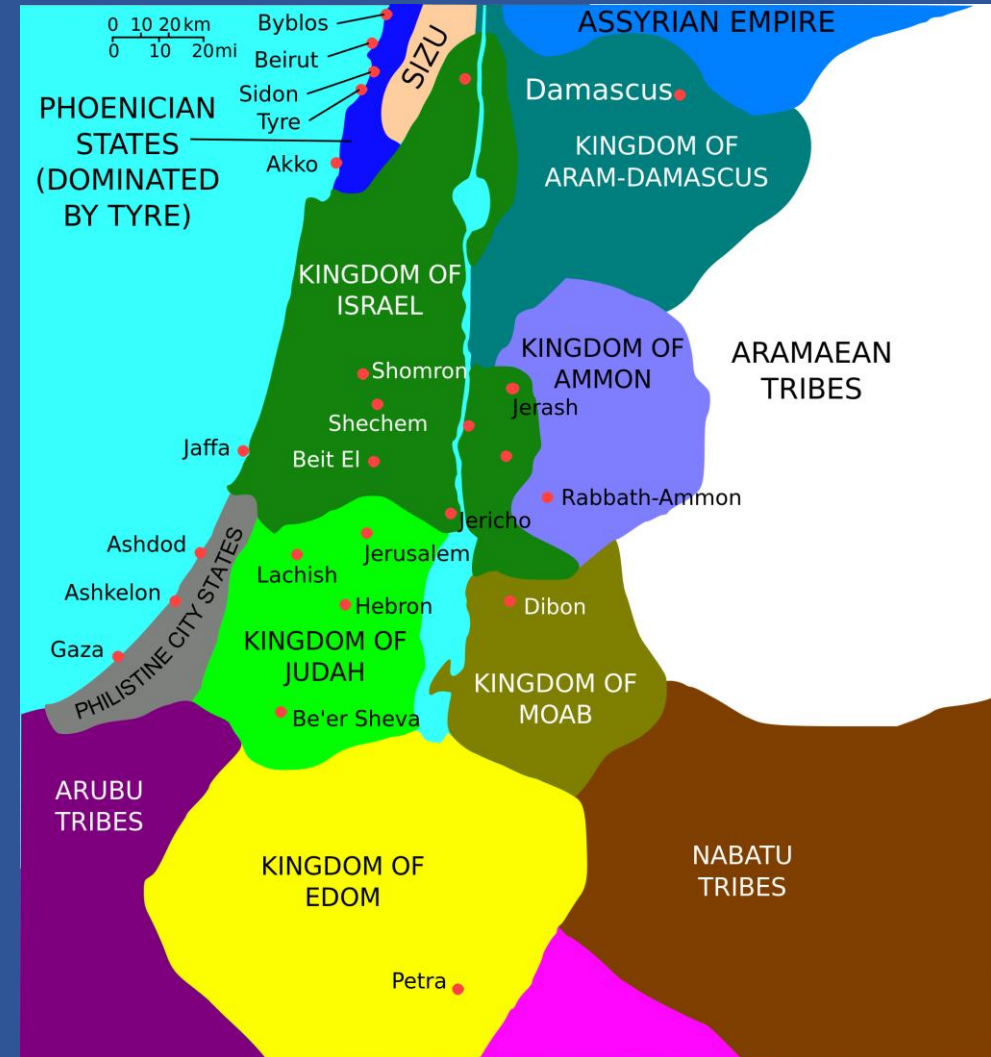 0 10 20 km
0 10 20mi
Byblos
Beirut
Sidon
Tyre
Akko
PHOENICIAN
STATES
(DOMINATED
BY TYRE)
SIZU
ASSYRIAN EMPIRE
Damascus
KINGDOM OF
ARAM-DAMASCUS
KINGDOM OF
ISRAEL
KINGDOM OF
AMMON
ARAMAEAN
TRIBES
Shomron
Jerash
Shechem
Jaffa
Beit El
Rabbath-Ammon
Jericho
Ashdod
Jerusalem
Lachish
Ashkelon
Hebron
Dibon
Gaza
PHILISTINE CITY STATES
KINGDOM OF
JUDAH
KINGDOM OF
MOAB
Be'er Sheva
ARUBU
TRIBES
KINGDOM OF
EDOM
NABATU
TRIBES
Petra